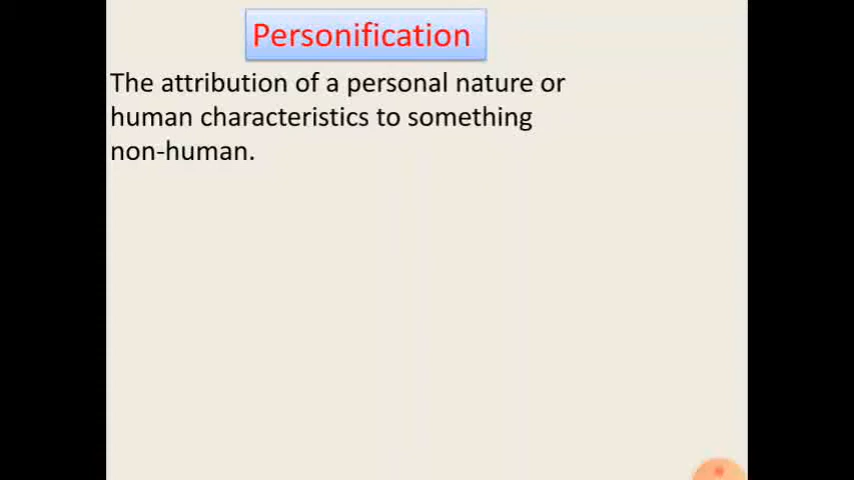 Personification
The attribution of a personal nature or
human characteristics to something
non-human.